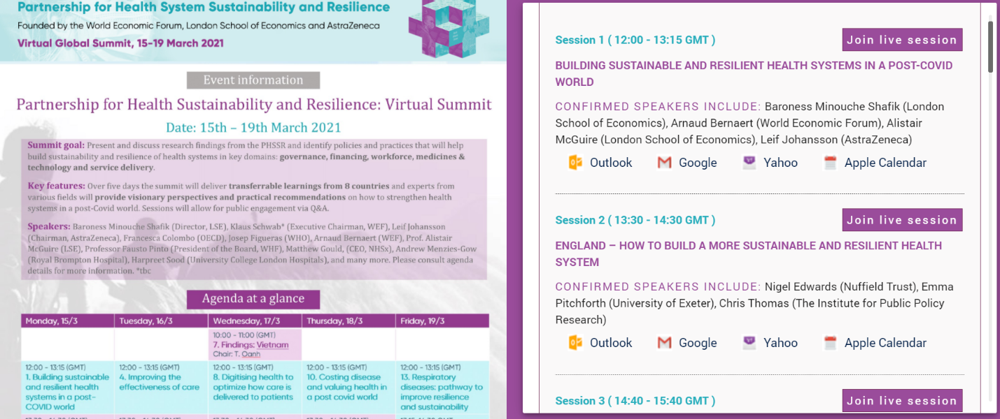 Partnership for Health System Sustainability and Resilience
Founded by the World Economic Forum, London School of Economics and AstraZeneca
Virtual Global Summit, 15-19 March 2021
Event information
Partnership for Health Sustainability and Resilience: Virtual Summit
Date: 15th – 19th March 2021
Summit goal: Present and discuss research findings from the PHSSR and identify policies and practices that will help
build sustainability and resilience of health systems in key domains: governance, financing, workforce, medicines &
technology and service delivery.
Key features: Over five days the summit will deliver transferrable learnings from 8 countries and experts from
various fields will provide visionary perspectives and practical recommendations on how to strengthen health
systems in a post-Covid world. Sessions will allow for public engagement via Q&A.
Speakers: Baroness Minouche Shafik (Director, LSE), Klaus Schwab* (Executive Chairman, WEF), Leif Johansson
(Chairman, AstraZeneca), Francesca Colombo (OECD), Josep Figueras (WHO), Arnaud Bernaert (WEF), Prof. Alistair
McGuire (LSE), Professor Fausto Pinto (President of the Board, WHF), Matthew Gould, (CEO, NHSx), Andrew Menzies-Gow
(Royal Brompton Hospital), Harpreet Sood (University College London Hospitals), and many more. Please consult agenda
details for more information. *tbc
Agenda at a glance
Monday, 15/3 Tuesday, 16/3 Wednesday, 17/3 Thursday, 18/3 Friday, 19/3
10:00 - 11:00 (GMT)
7. Findings: Vietnam
Chair: T. Oanh
12:00 - 13:15 (GMT)
1. Building sustainable
and resilient health
systems in a post-
COVID world
12:00 - 13:15 (GMT)
4. Improving the
effectiveness of care
12:00 - 13:15 (GMT)
8. Digitising health to
optimize how care is
delivered to patients
12:00 - 13:15 (GMT)
10. Costing disease
and valuing health in
a post covid world
12:00 - 13:15 (GMT)
13. Respiratory
diseases: pathway to
improve resilience
and sustainability
Session 1 ( 12:00 - 13:15 GMT )
Join live session
BUILDING SUSTAINABLE AND RESILIENT HEALTH SYSTEMS IN A POST-COVID
WORLD
CONFIRMED SPEAKERS INCLUDE: Baroness Minouche Shafik (London
School of Economics), Arnaud Bernaert (World Economic Forum), Alistair
McGuire (London School of Economics), Leif Johansson (AstraZeneca)
Outlook Google Yahoo Apple Calendar
Session 2 ( 13:30 - 14:30 GMT )
Join live session
ENGLAND – HOW TO BUILD A MORE SUSTAINABLE AND RESILIENT HEALTH
SYSTEM
CONFIRMED SPEAKERS INCLUDE: Nigel Edwards (Nuffield Trust), Emma
Pitchforth (University of Exeter), Chris Thomas (The Institute for Public Policy
Research)
Outlook Google Yahoo Apple Calendar
Session 3 ( 14:40 - 15:40 GMT )
Join live session